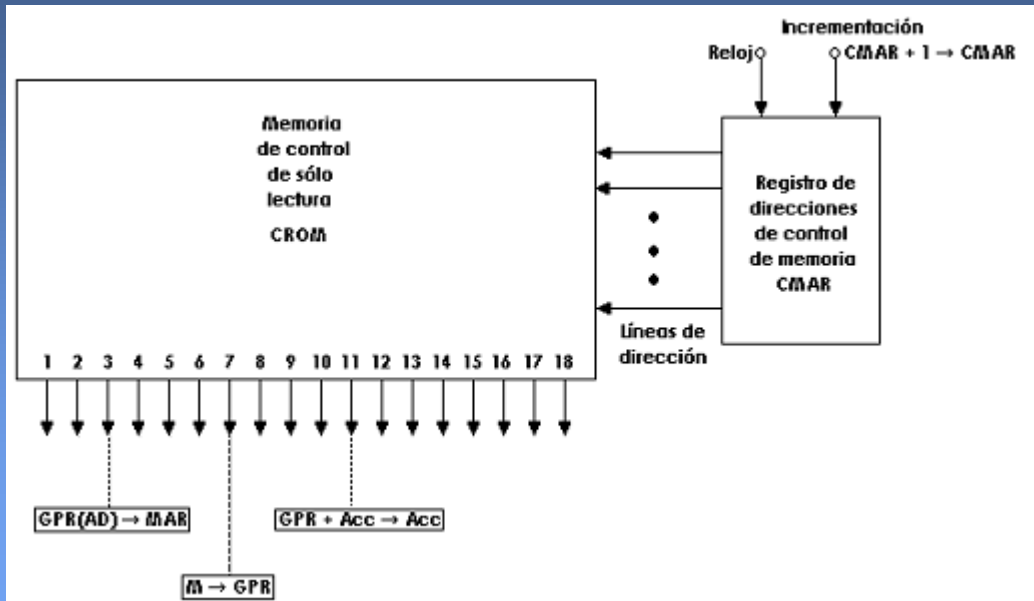 Incrementación
Reloj CMAR + 1 → CMAR
Memoria
de control
de sólo
lectura
CROM
Registro de
direcciones
de control
de memoria
CMAR
Líneas de
dirección
1 2 3 4 5 6 7 8 9 10 11 12 13 14 15 16 17 18
GPR(AD) → MAR
GPR + Acc → Acc
M → GPR